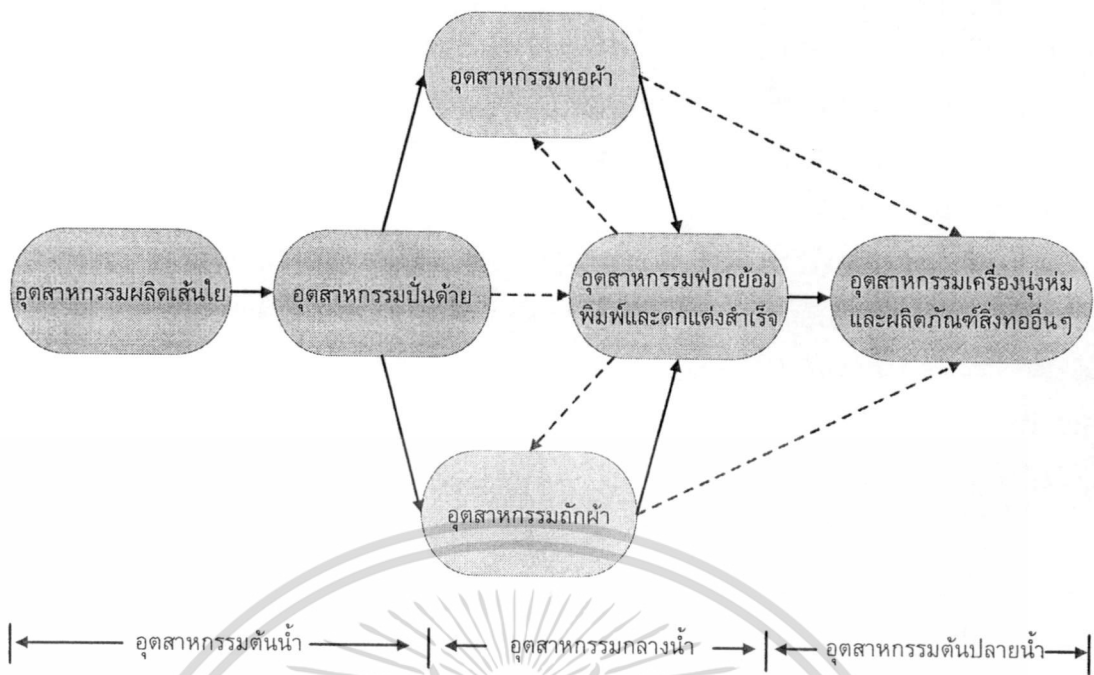 อุตสาหกรรมทอผ้า
อุตสาหกรรมผลิตเส้นใย
อุตสาหกรรมปั่นด้าย
อุตสาหกรรมฟอกย้อม
พิมพ์และตกแต่งสำเร็จ
อุตสาหกรรมเครื่องนุ่งห่ม
และผลิตภัณฑ์สิ่งทออื่นๆ
อุตสาหกรรมถักผ้า
อุตสาหกรรมต้นน้ำ
อุตสาหกรรมกลางน้ำ
อุตสาหกรรมต้นปลายน้ำ